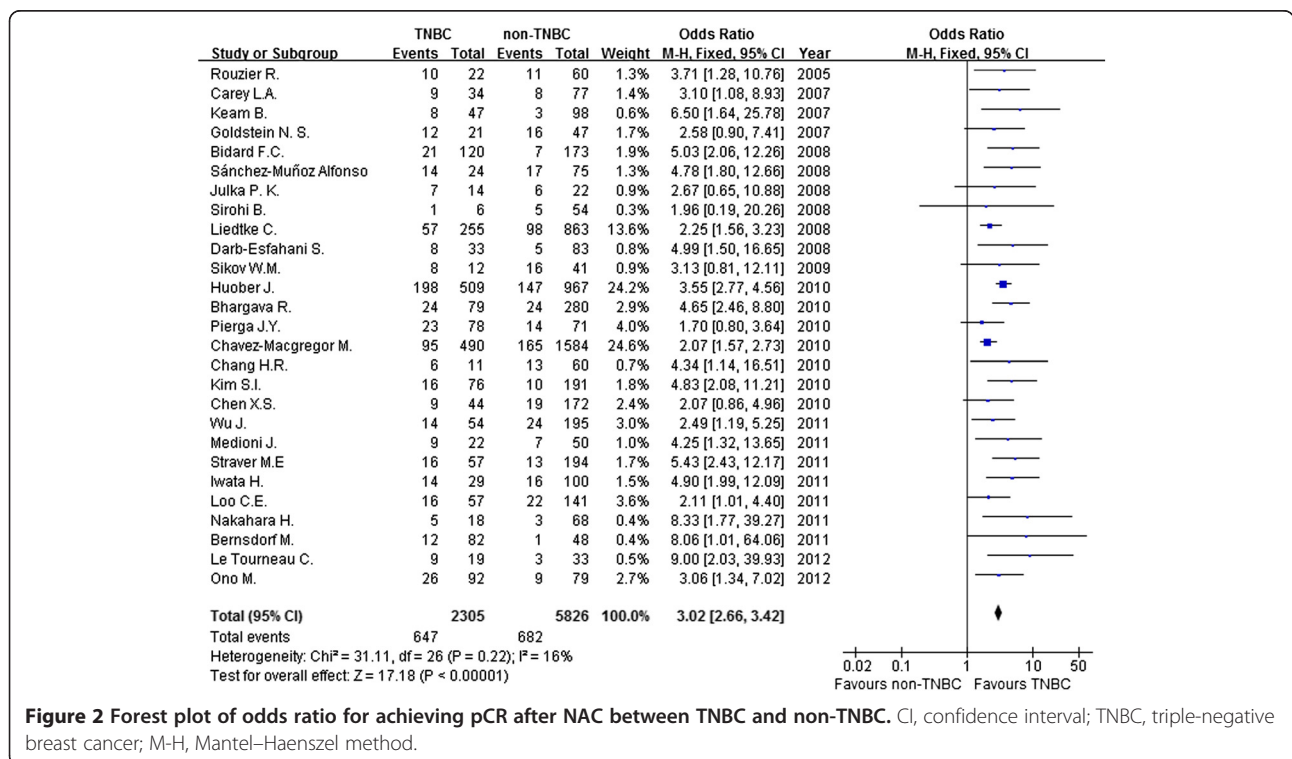 TNBC non-TNBC Odds Ratio Odds Ratio
Study or Subgroup Events Total Events Total Weight M-H, Fixed, 95% CI Year M-H, Fixed, 95% CI
Rouzier R. 10 22 11 60 1.3% 3.71 [1.28, 10.76] 2005
Carey L.A. 9 34 8 77 1.4% 3.10 [1.08, 8.93] 2007
Keam B. 8 47 3 98 0.6% 6.50 [1.64, 25.78] 2007
Goldstein N. S. 12 21 16 47 1.7% 2.58 [0.90, 7.41] 2007
Bidard F.C. 21 120 7 173 1.9% 5.03 [2.06, 12.26] 2008
Sánchez-Muñoz Alfonso 14 24 17 75 1.3% 4.78 [1.80, 12.66] 2008
Julka P. K. 7 14 6 22 0.9% 2.67 [0.65, 10.88] 2008
Sirohi B. 1 6 5 54 0.3% 1.96 [0.19, 20.26] 2008
Liedtke C. 57 255 98 863 13.6% 2.25 [1.56, 3.23] 2008
Darb-Esfahani S. 8 33 5 83 0.8% 4.99 [1.50, 16.65] 2008
Sikov W.M. 8 12 16 41 0.9% 3.13 [0.81, 12.11] 2009
Huober J. 198 509 147 967 24.2% 3.55 [2.77, 4.56] 2010
Bhargava R. 24 79 24 280 2.9% 4.65 [2.46, 8.80] 2010
Pierga J.Y. 23 78 14 71 4.0% 1.70 [0.80, 3.64] 2010
Chavez-Macgregor M. 95 490 165 1584 24.6% 2.07 [1.57, 2.73] 2010
Chang H.R. 6 11 13 60 0.7% 4.34 [1.14, 16.51] 2010
Kim S.I. 16 76 10 191 1.8% 4.83 [2.08, 11.21] 2010
Chen X.S. 9 44 19 172 2.4% 2.07 [0.86, 4.96] 2010
Wu J. 14 54 24 195 3.0% 2.49 [1.19, 5.25] 2011
Medioni J. 9 22 7 50 1.0% 4.25 [1.32, 13.65] 2011
Straver M.E 16 57 13 194 1.7% 5.43 [2.43, 12.17] 2011
Iwata H. 14 29 16 100 1.5% 4.90 [1.99, 12.09] 2011
Loo C.E. 16 57 22 141 3.6% 2.11 [1.01, 4.40] 2011
Nakahara H. 5 18 3 68 0.4% 8.33 [1.77, 39.27] 2011
Bernsdorf M. 12 82 1 48 0.4% 8.06 [1.01, 64.06] 2011
Le Tourneau C. 9 19 3 33 0.5% 9.00 [2.03, 39.93] 2012
Ono M. 26 92 9 79 2.7% 3.06 [1.34, 7.02] 2012
Total (95% CI) 2305 5826 100.0% 3.02 [2.66, 3.42]
Total events 647 682
Heterogeneity: Chi² = 31.11, df = 26 (P = 0.22); I² = 16%
Test for overall effect: Z = 17.18 (P < 0.00001)
0.02 0.1 1 10 50
Favours non-TNBC Favours TNBC
Figure 2 Forest plot of odds ratio for achieving pCR after NAC between TNBC and non-TNBC. CI, confidence interval; TNBC, triple-negative
breast cancer; M-H, Mantel–Haenszel method.